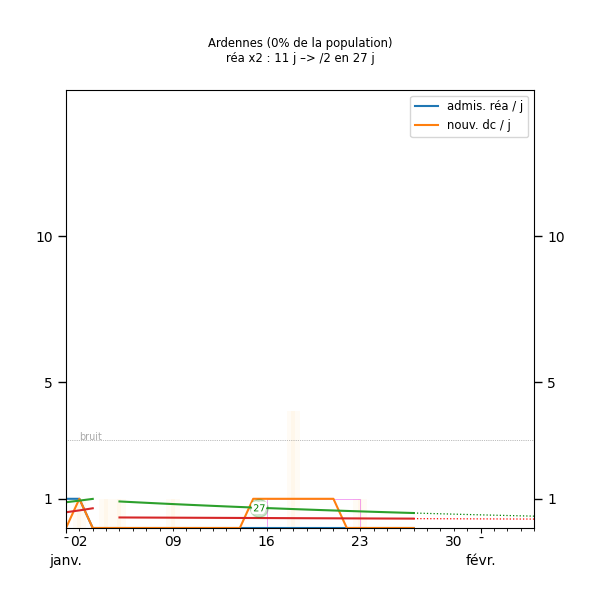 Ardennes (0% de la population)
réa x2 : 11 j –> /2 en 27 j
admis. réa / j
nouv. dc / j
10 10
5 5
bruit
1 1
27
- 02 09 16 23 30 -
janv. févr.